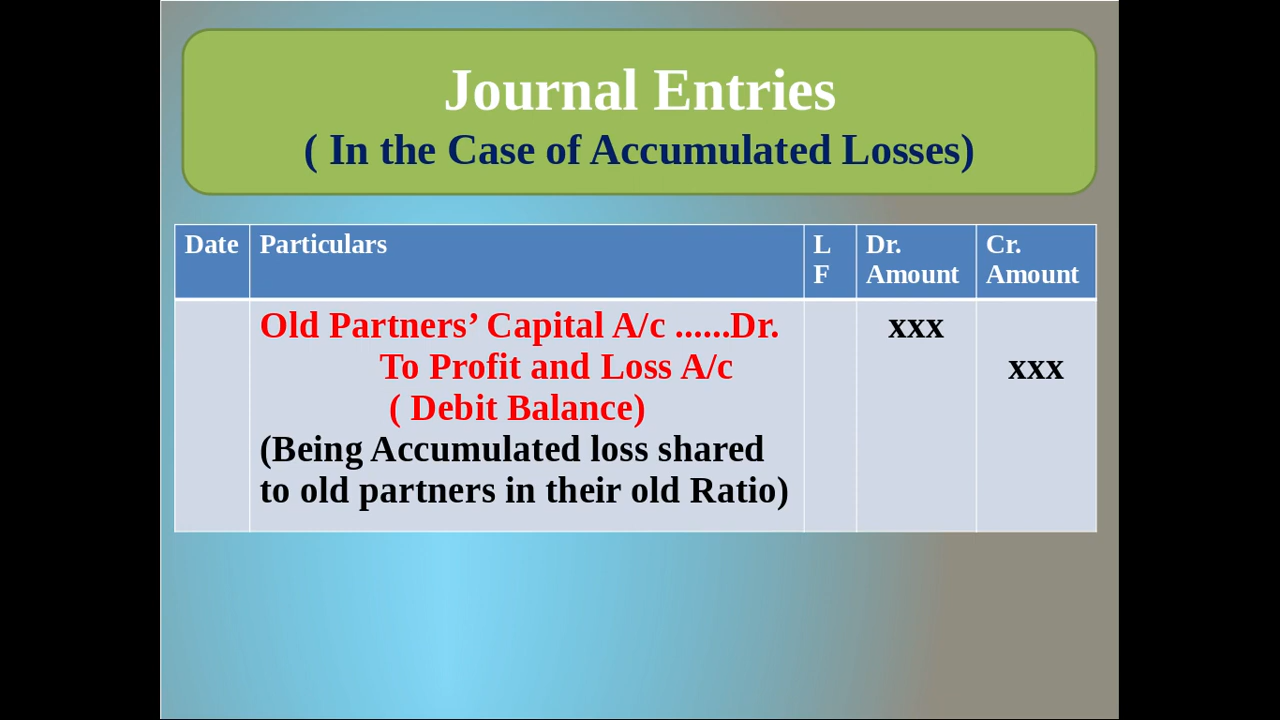 Journal Entries
( In the Case of Accumulated Losses)
Date Particulars L F Dr. Amount Cr. Amount
Old Partners’ Capital A/c ......Dr. xxx
To Profit and Loss A/c xxx
( Debit Balance)
(Being Accumulated loss shared
to old partners in their old Ratio)